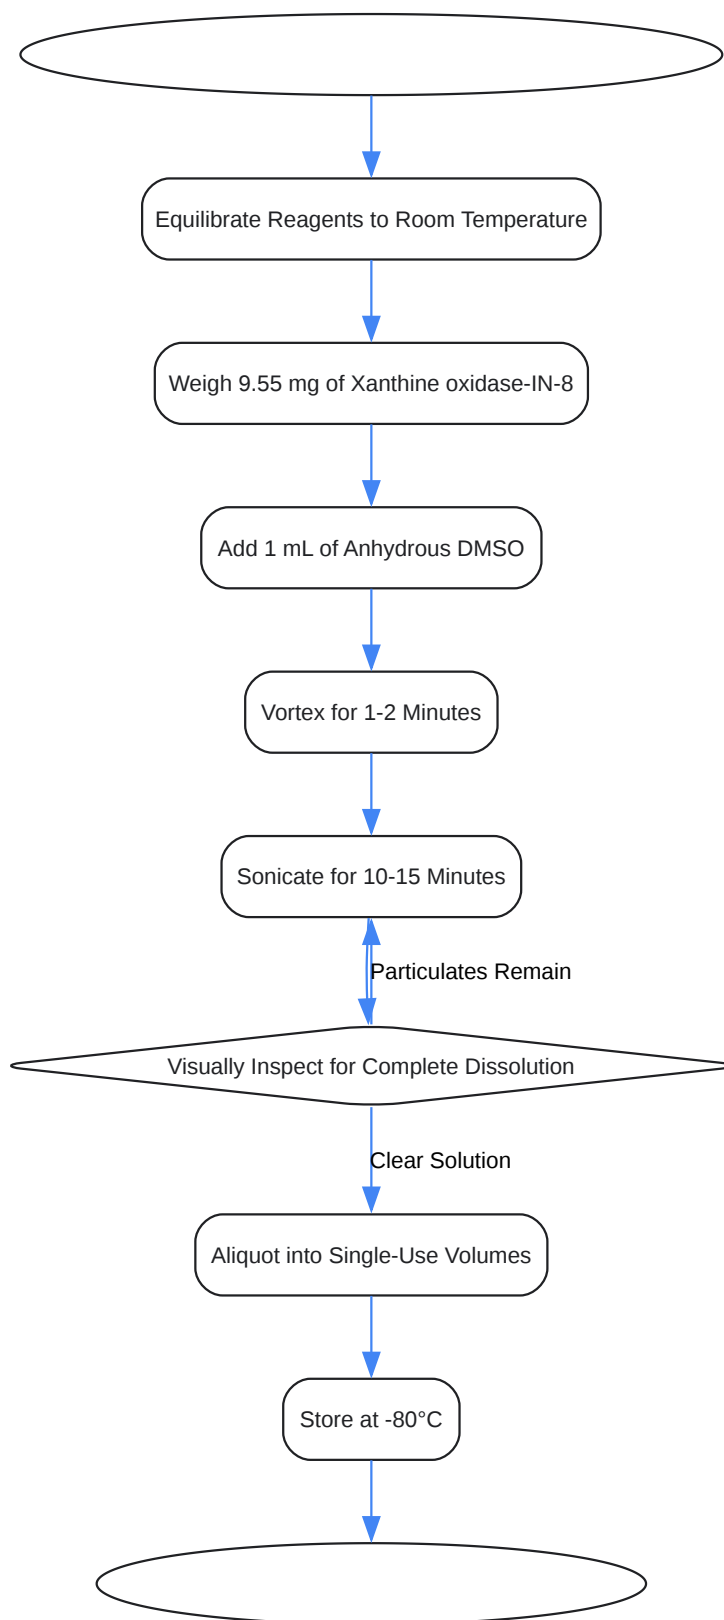 Equilibrate Reagents to Room Temperature
Weigh 9.55 mg of Xanthine oxidase-IN-8
Add 1 mL of Anhydrous DMSO
Vortex for 1-2 Minutes
Sonicate for 10-15 Minutes
Particulates Remain
Visually Inspect for Complete Dissolution
Clear Solution
Aliquot into Single-Use Volumes
Store at -80°C